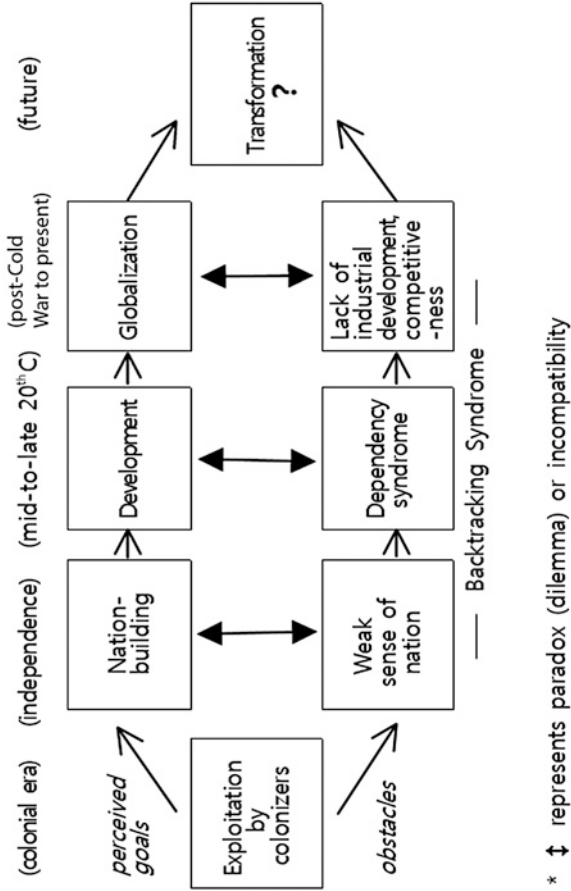 (colonial era)
(independence)
(mid-to-late 20th C)
(post-Cold
War to present)
(future)
perceived
goals
Nation-
building
Development
Globalization
Exploitation
by
colonizers
Transformation
?
obstacles
Weak
sense of
nation
Dependency
syndrome
Lack of
industrial
development,
competitive
-ness
Backtracking Syndrome
* ↕ represents paradox (dilemma) or incompatibility